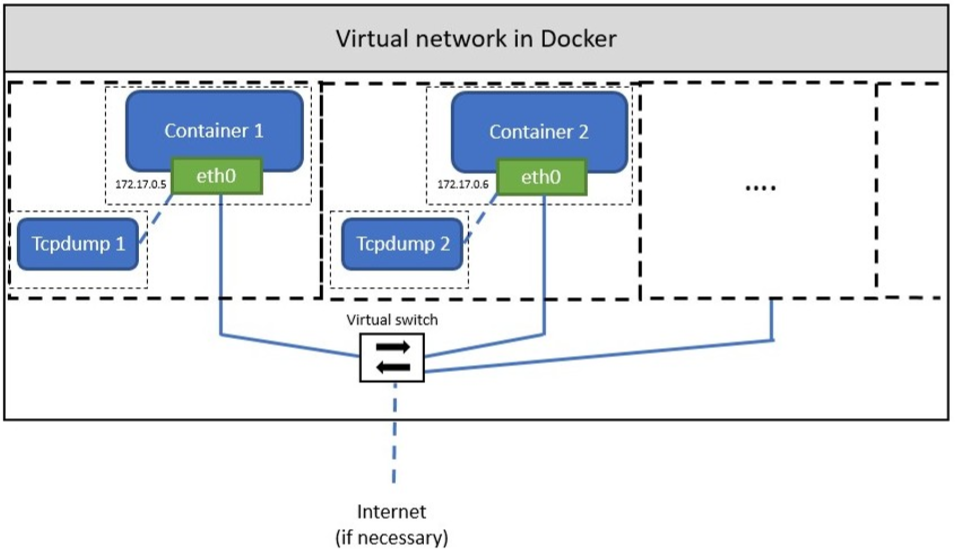 Virtual network in Docker
Container 1
eth0
172.17.0.5
Tcpdump 1
Container 2
eth0
172.17.0.6
Tcpdump 2
....
Virtual switch
Internet
(if necessary)